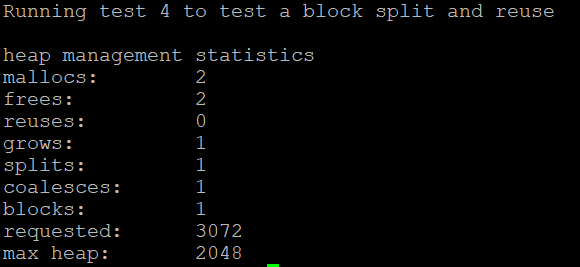 Running test 4 to test a block split and reuse
heap management statistics
mallocs: 2
frees: 2
reuses: 0
grows: 1
splits: 1
coalesces: 1
blocks: 1
requested: 3072
max heap: 2048